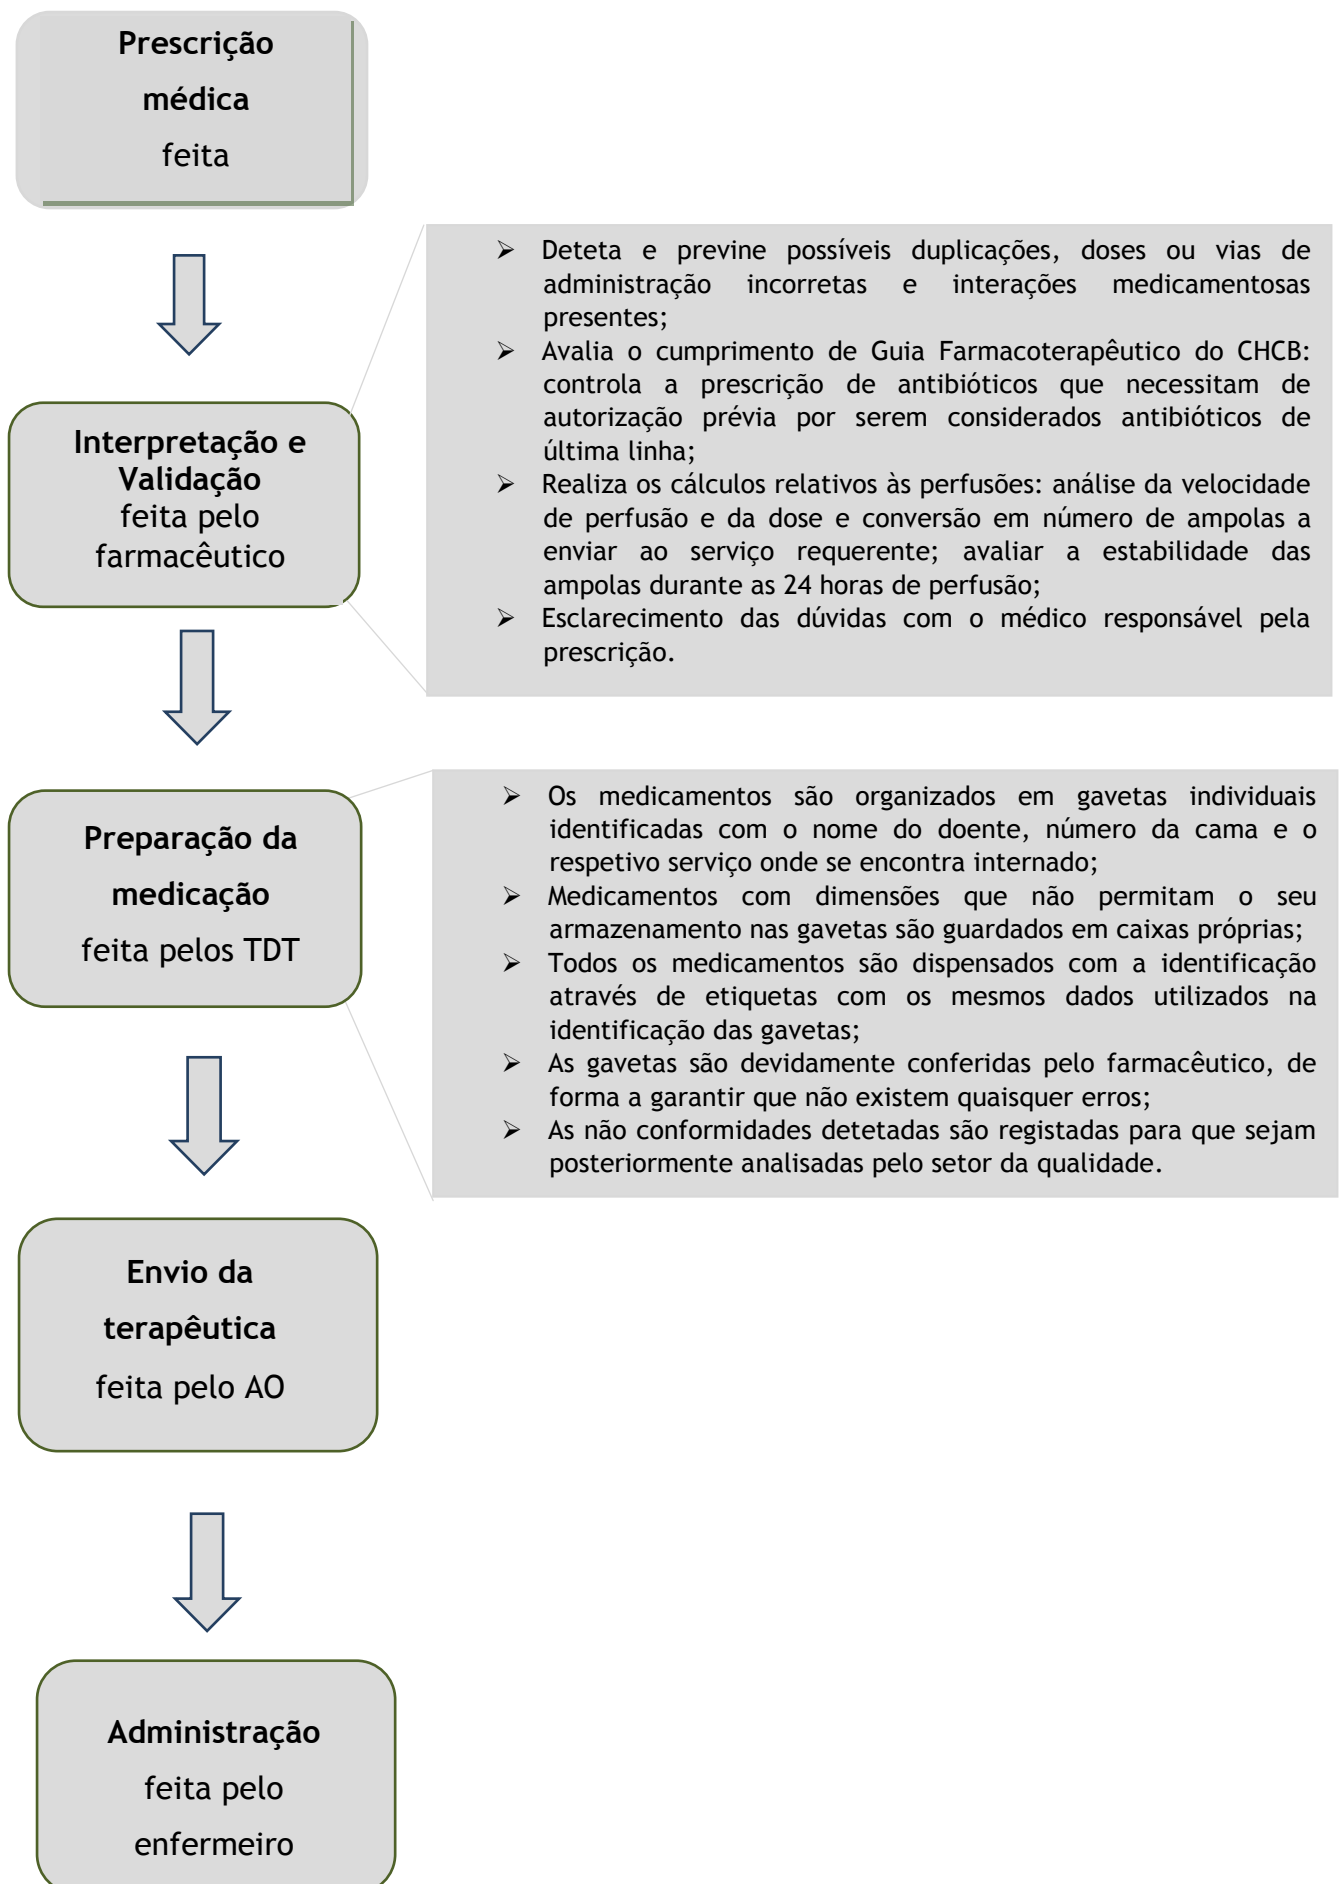 Prescrição
médica
feita
➢ Deteta e previne possíveis duplicações, doses ou vias de
administração incorretas e interações medicamentosas
presentes;
➢ Avalia o cumprimento de Guia Farmacoterapêutico do CHCB:
controla a prescrição de antibióticos que necessitam de
autorização prévia por serem considerados antibióticos de
última linha;
➢ Realiza os cálculos relativos às perfusões: análise da velocidade
de perfusão e da dose e conversão em número de ampolas a
enviar ao serviço requerente; avaliar a estabilidade das
ampolas durante as 24 horas de perfusão;
➢ Esclarecimento das dúvidas com o médico responsável pela
prescrição.
Interpretação e
Validação
feita pelo
farmacêutico
➢ Os medicamentos são organizados em gavetas individuais
identificadas com o nome do doente, número da cama e o
respetivo serviço onde se encontra internado;
➢ Medicamentos com dimensões que não permitam o seu
armazenamento nas gavetas são guardados em caixas próprias;
➢ Todos os medicamentos são dispensados com a identificação
através de etiquetas com os mesmos dados utilizados na
identificação das gavetas;
➢ As gavetas são devidamente conferidas pelo farmacêutico, de
forma a garantir que não existem quaisquer erros;
➢ As não conformidades detetadas são registadas para que sejam
posteriormente analisadas pelo setor da qualidade.
Preparação da
medicação
feita pelos TDT
Envio da
terapêutica
feita pelo AO
Administração
feita pelo
enfermeiro